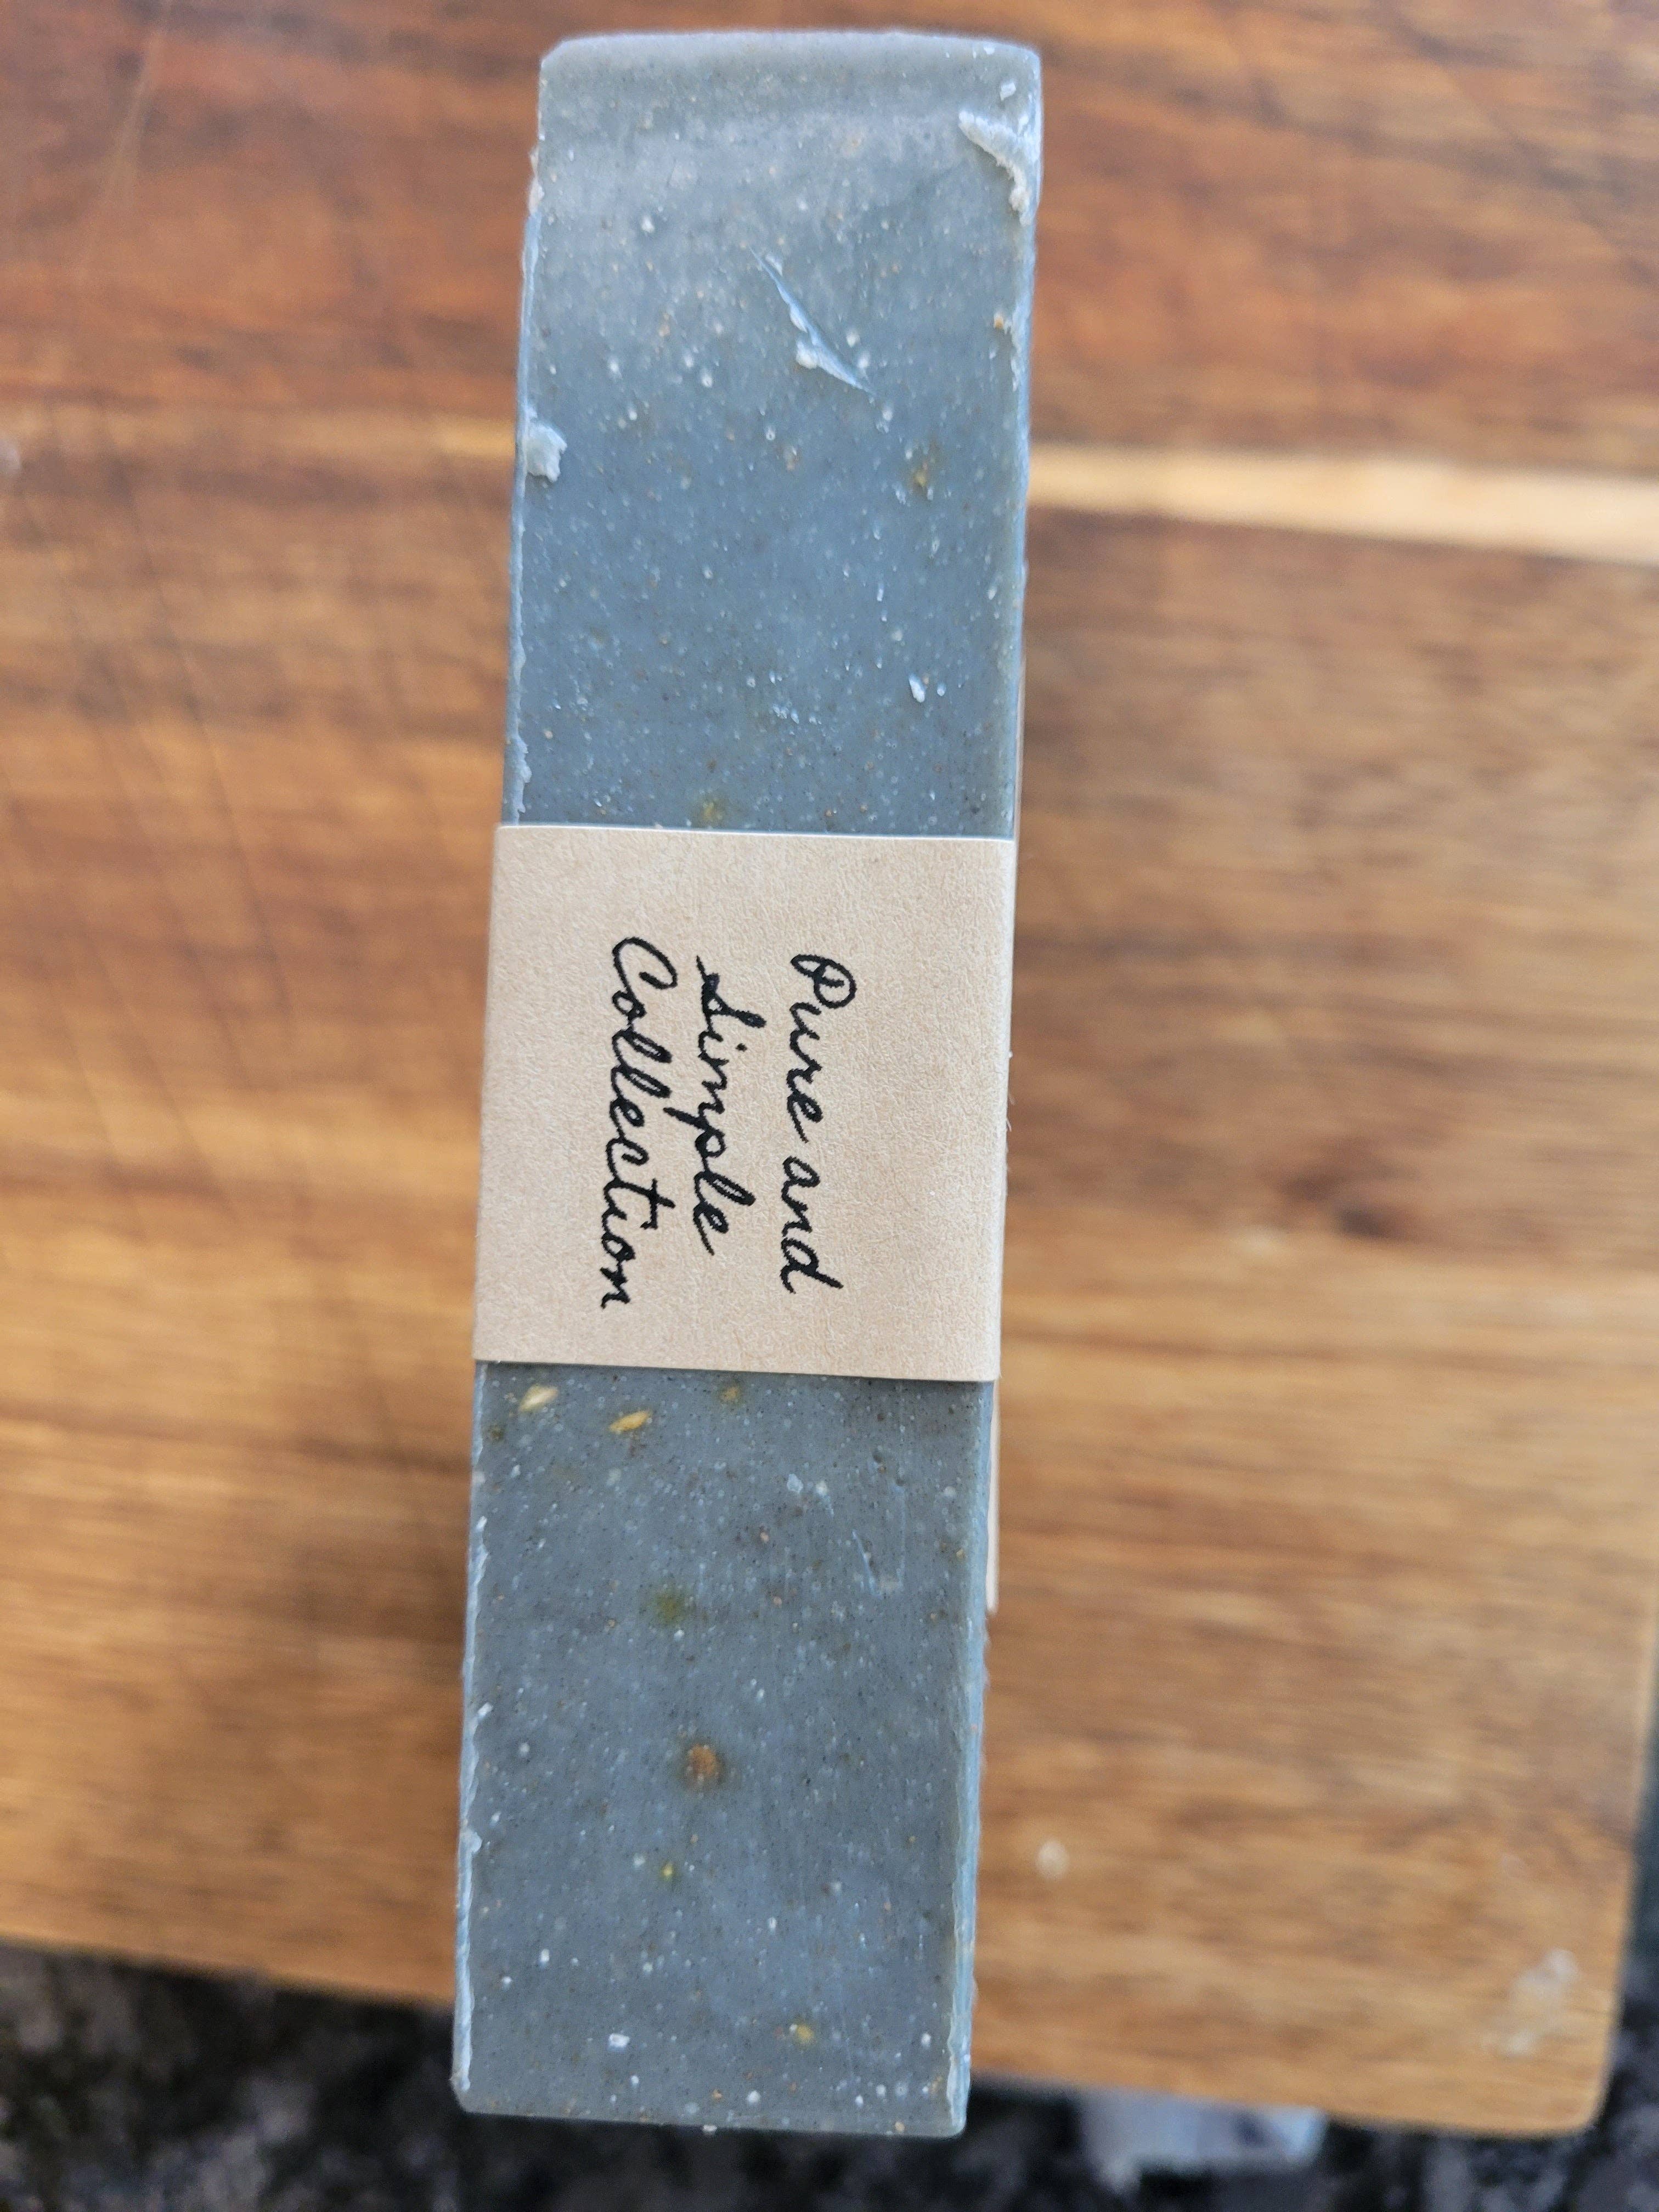 Pure and
Simple
Collection